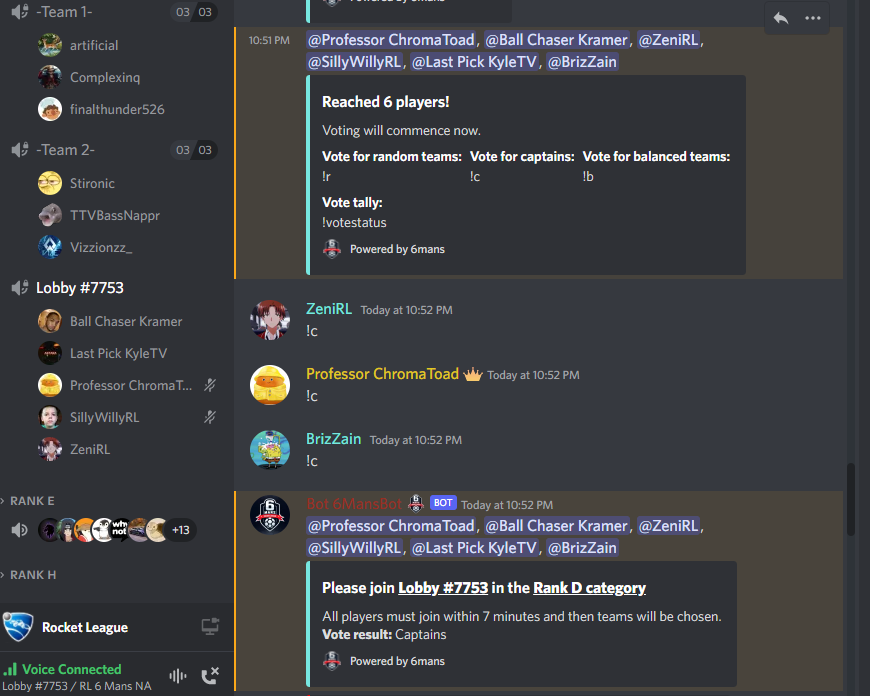 -Team 1-
03 03
artificial
Complexinq
finalthunder526
-Team 2-
03 03
Stironic
TTVBassNappr
Vizzionzz_
Lobby #7753
Ball Chaser Kramer
Last Pick KyleTV
Professor ChromaT...
SillyWillyRL
ZeniRL
RANK E
why not
+13
RANK H
Rocket League
Voice Connected
Lobby #7753 / RL 6 Mans NA
Powered by 6mans
10:51 PM
@Professor ChromaToad, @Ball Chaser Kramer, @ZeniRL,
@SillyWillyRL, @Last Pick KyleTV, @BrizZain
Reached 6 players!
Voting will commence now.
Vote for random teams: Vote for captains: Vote for balanced teams:
!r !c !b
Vote tally:
!votestatus
Powered by 6mans
ZeniRL Today at 10:52 PM
!c
Professor ChromaToad Today at 10:52 PM
!c
BrizZain Today at 10:52 PM
!c
Bot 6MansBot BOT Today at 10:52 PM
@Professor ChromaToad, @Ball Chaser Kramer, @ZeniRL,
@SillyWillyRL, @Last Pick KyleTV, @BrizZain
Please join Lobby #7753 in the Rank D category
All players must join within 7 minutes and then teams will be chosen.
Vote result: Captains
Powered by 6mans